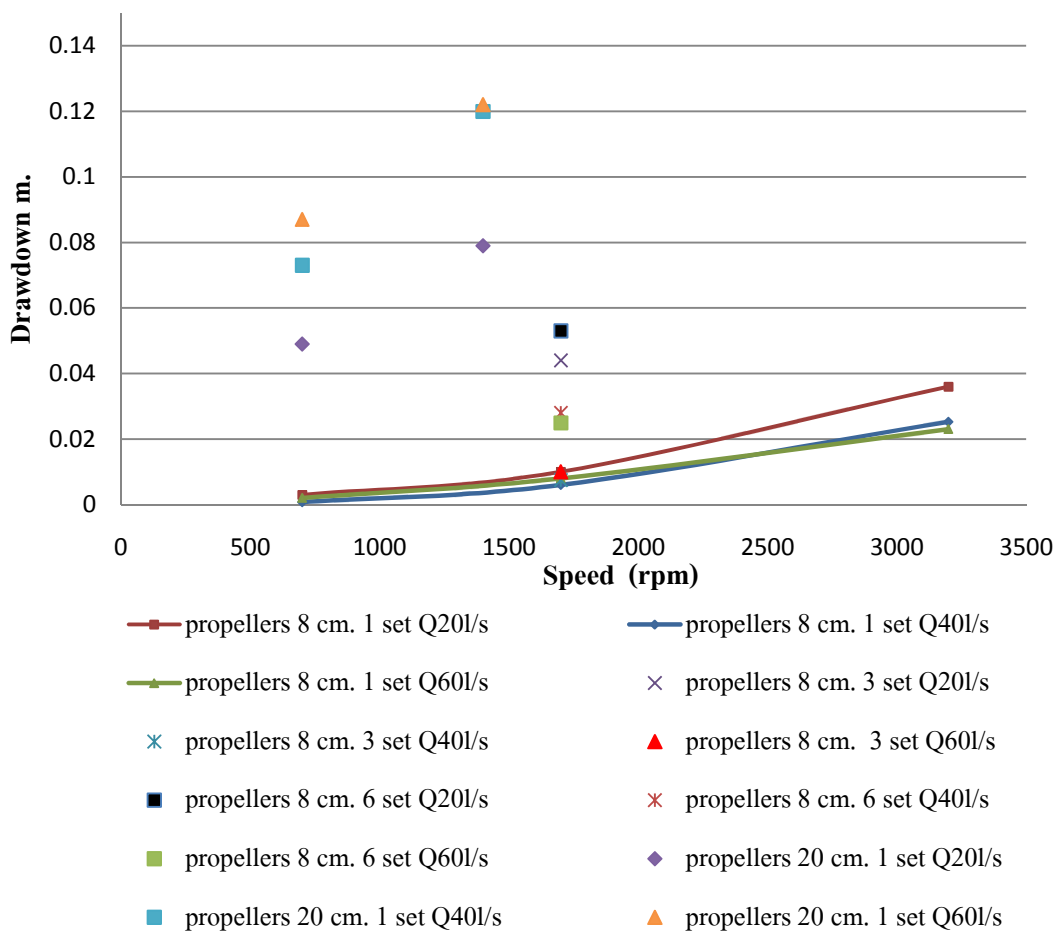 0.14
0.12
0.1
0.08
0.06
0.04
0.02
0
Drawdown m.
0 500 1000 1500 2000 2500 3000 3500
Speed (rpm)
propellers 8 cm. 1 set Q20l/s propellers 8 cm. 1 set Q40l/s
propellers 8 cm. 1 set Q60l/s propellers 8 cm. 3 set Q20l/s
propellers 8 cm. 3 set Q40l/s propellers 8 cm. 3 set Q60l/s
propellers 8 cm. 6 set Q20l/s propellers 8 cm. 6 set Q40l/s
propellers 8 cm. 6 set Q60l/s propellers 20 cm. 1 set Q20l/s
propellers 20 cm. 1 set Q40l/s propellers 20 cm. 1 set Q60l/s